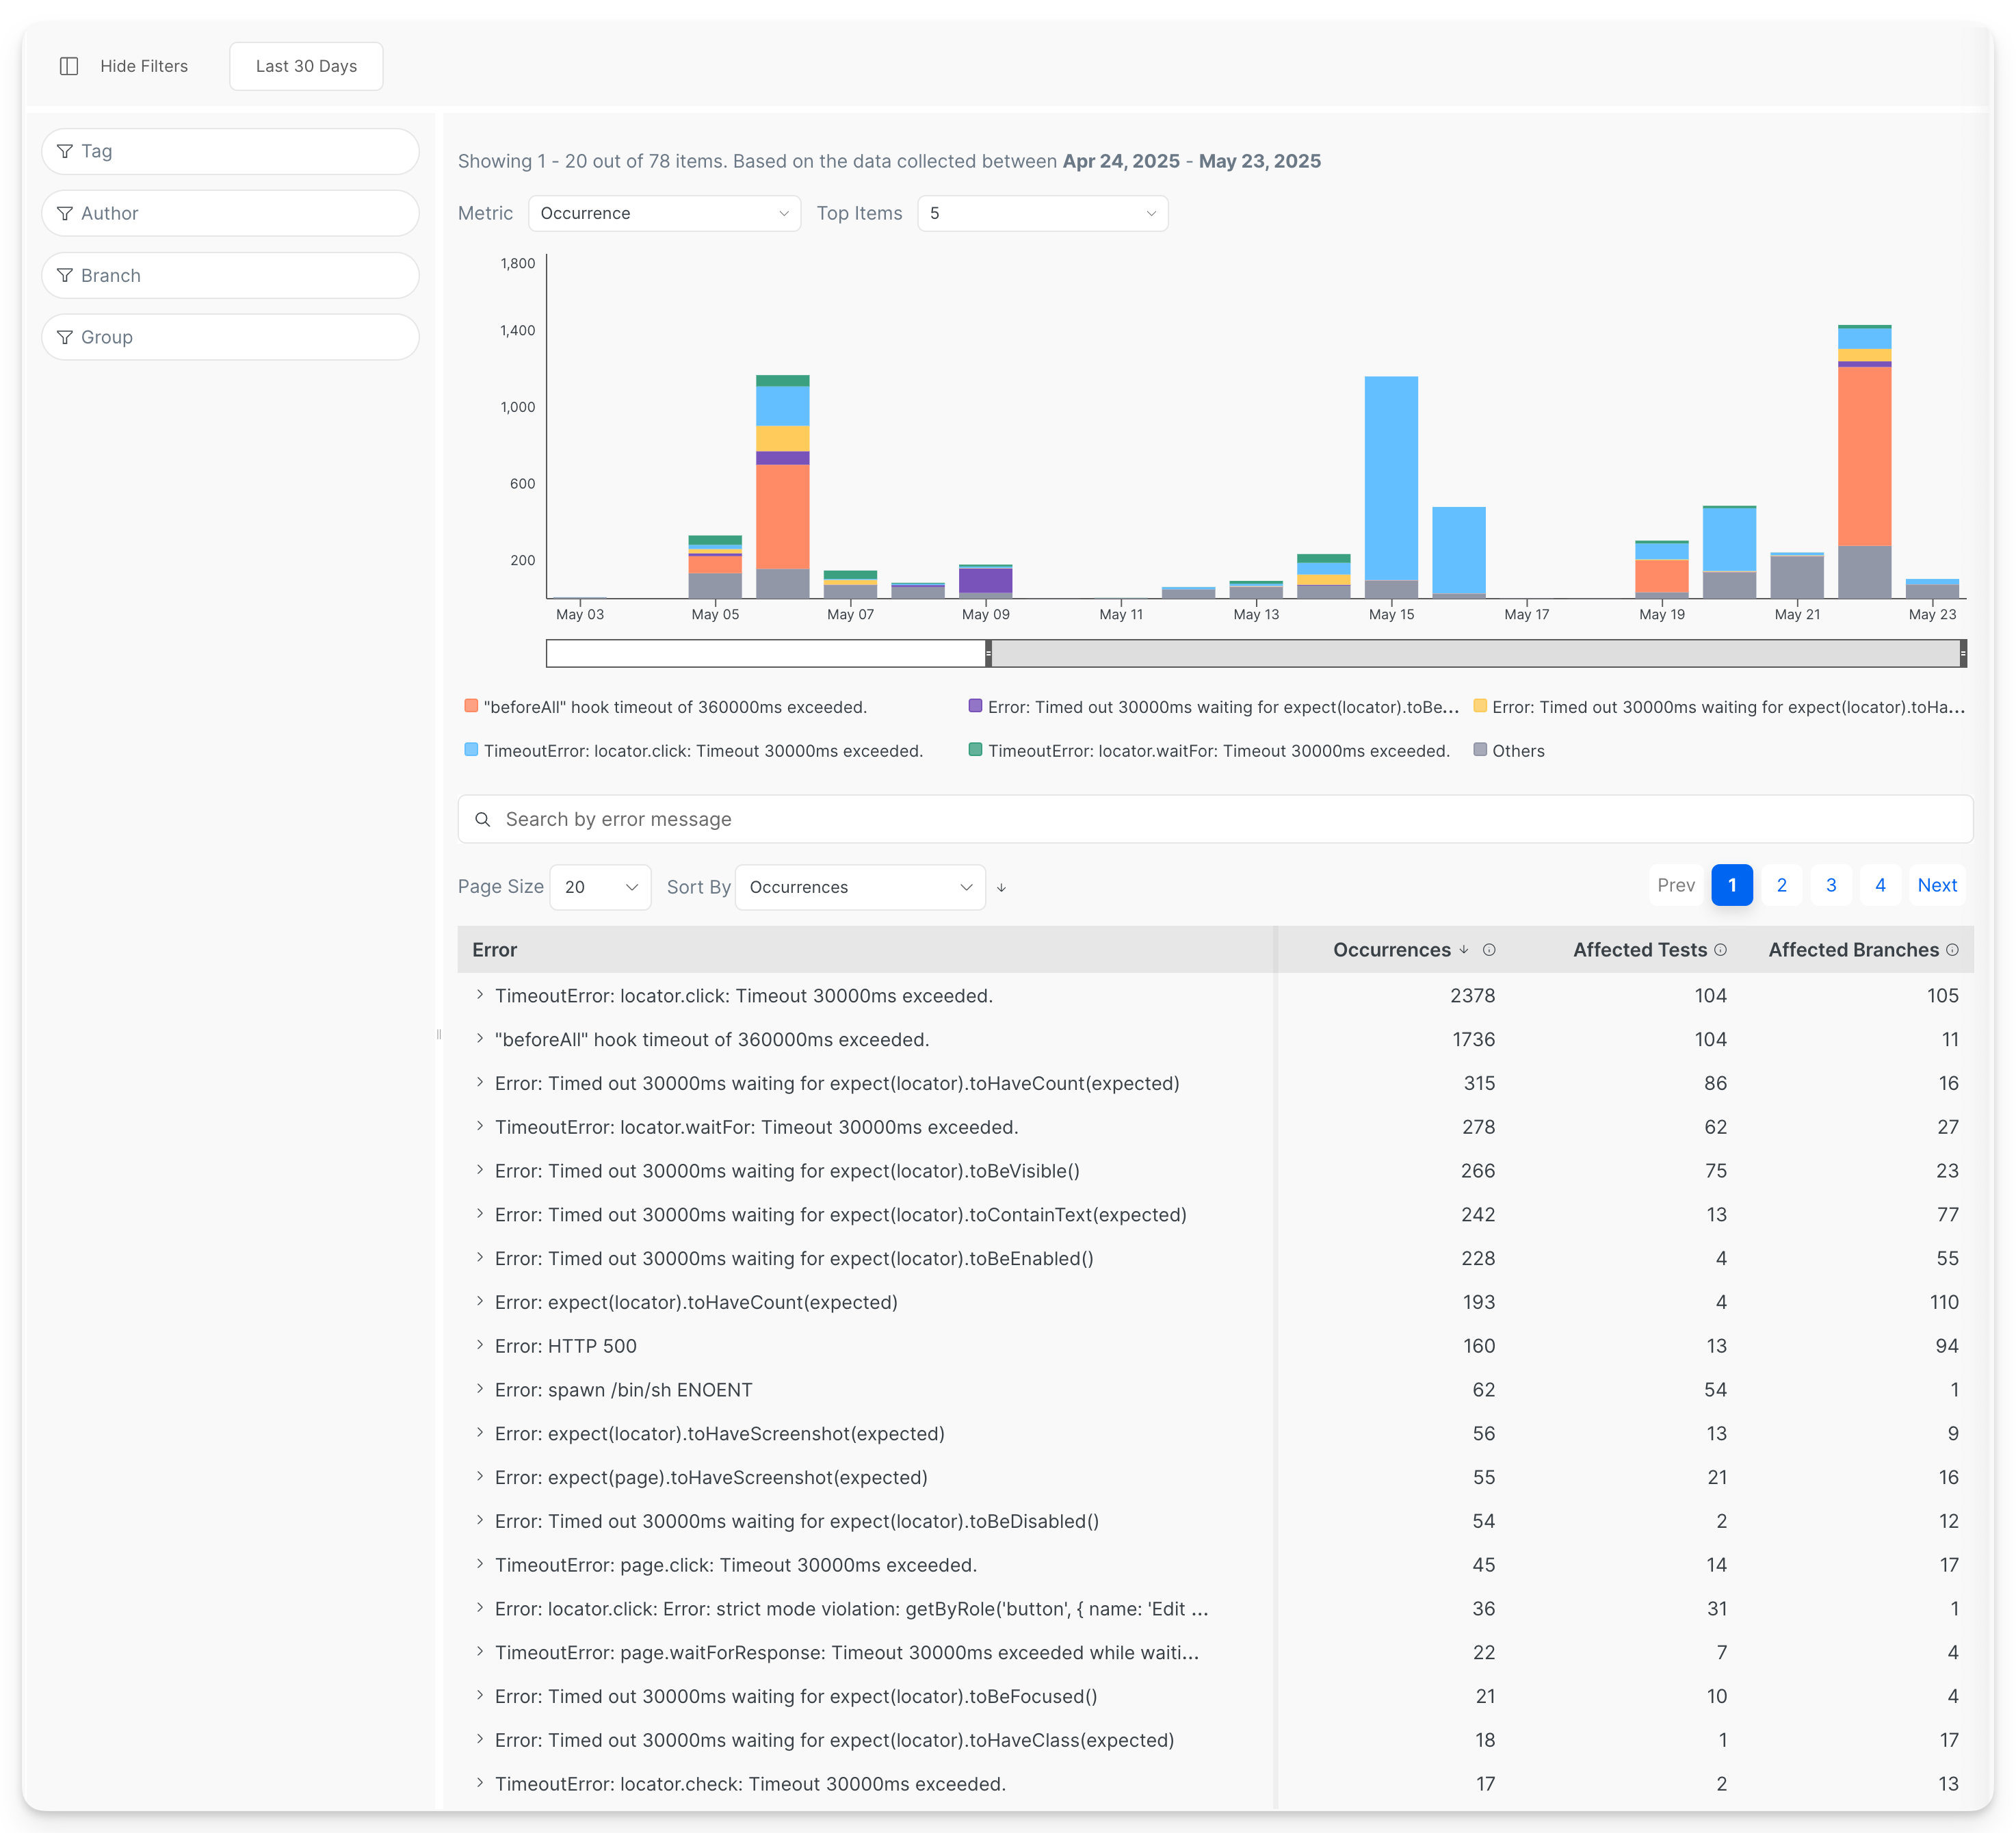 Hide Filters
Last 30 Days
Tag
Author
Branch
Group
Showing 1 - 20 out of 78 items. Based on the data collected between Apr 24, 2025 - May 23, 2025
Metric Occurrence Top Items 5
1,800
1,400
1,000
600
200
May 03 May 05 May 07 May 09 May 11 May 13 May 15 May 17 May 19 May 21 May 23
"beforeAll" hook timeout of 360000ms exceeded. Error: Timed out 30000ms waiting for expect(locator).toBe... Error: Timed out 30000ms waiting for expect(locator).toHa...
TimeoutError: locator.click: Timeout 30000ms exceeded. TimeoutError: locator.waitFor: Timeout 30000ms exceeded. Others
Search by error message
Page Size 20 Sort By Occurrences Prev 1 2 3 4 Next
Error Occurrences Affected Tests Affected Branches
TimeoutError: locator.click: Timeout 30000ms exceeded. 2378 104 105
"beforeAll" hook timeout of 360000ms exceeded. 1736 104 11
Error: Timed out 30000ms waiting for expect(locator).toHaveCount(expected) 315 86 16
TimeoutError: locator.waitFor: Timeout 30000ms exceeded. 278 62 27
Error: Timed out 30000ms waiting for expect(locator).toBeVisible() 266 75 23
Error: Timed out 30000ms waiting for expect(locator).toContainText(expected) 242 13 77
Error: Timed out 30000ms waiting for expect(locator).toBeEnabled() 228 4 55
Error: expect(locator).toHaveCount(expected) 193 4 110
Error: HTTP 500 160 13 94
Error: spawn /bin/sh ENOENT 62 54 1
Error: expect(locator).toHaveScreenshot(expected) 56 13 9
Error: expect(page).toHaveScreenshot(expected) 55 21 16
Error: Timed out 30000ms waiting for expect(locator).toBeDisabled() 54 2 12
TimeoutError: page.click: Timeout 30000ms exceeded. 45 14 17
Error: locator.click: Error: strict mode violation: getByRole('button', { name: 'Edit ... 36 31 1
TimeoutError: page.waitForResponse: Timeout 30000ms exceeded while waiti... 22 7 4
Error: Timed out 30000ms waiting for expect(locator).toBeFocused() 21 10 4
Error: Timed out 30000ms waiting for expect(locator).toHaveClass(expected) 18 1 17
TimeoutError: locator.check: Timeout 30000ms exceeded. 17 2 13